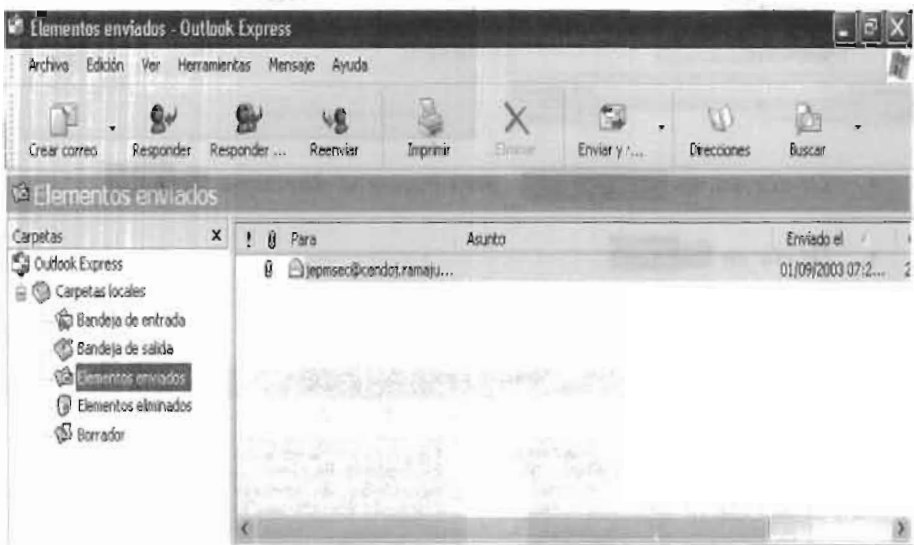 Elementos enviados - Outlook Express
Archivo Edición Ver Herramientas Mensaje Ayuda
Crear correo Responder Responder ... Reenviar Imprimir Eliminar Enviar y r... Direcciones Buscar
Elementos enviados
Carpetas
Outlook Express
Carpetas locales
Bandeja de entrada
Bandeja de salida
Elementos enviados
Elementos eliminados
Borrador
! Para Asunto Enviado el
jepmsec@cendoj.ramaju... 01/09/2003 07:2...